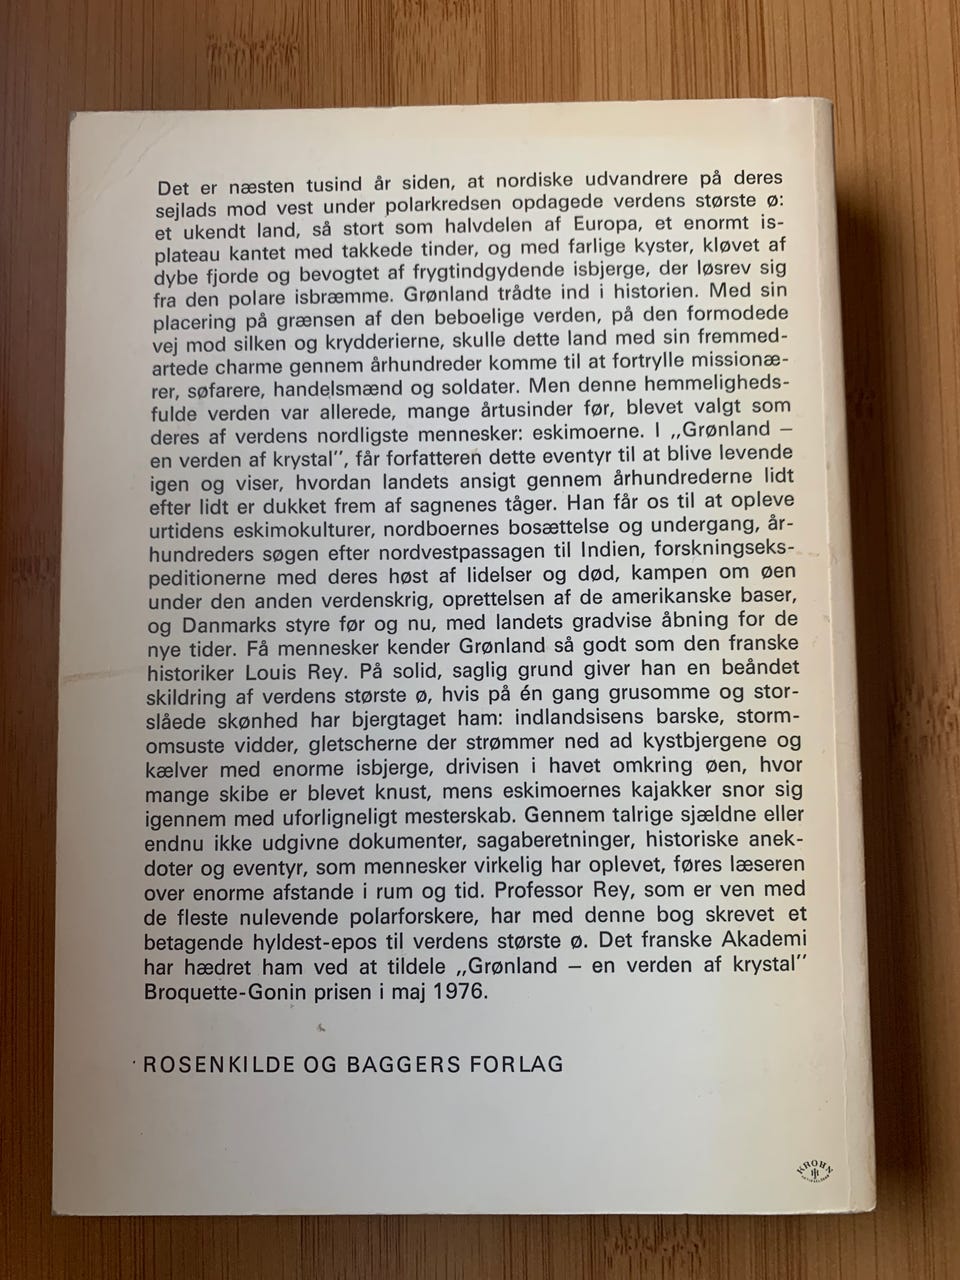 Det er næsten tusind år siden, at nordiske udvandrere på deres
sejlads mod vest under polarkredsen opdagede verdens største ø:
et ukendt land, så stort som halvdelen af Europa, et enormt is-
plateau kantet med takkede tinder, og med farlige kyster, kløvet af
dybe fjorde og bevogtet af frygtindgydende isbjerge, der løsrev sig
fra den polare isbræmme. Grønland trådte ind i historien. Med sin
placering på grænsen af den beboelige verden, på den formodede
vej mod silken og krydderierne, skulle dette land med sin fremmed-
artede charme gennem århundreder komme til at fortrylle missionæ-
rer, søfarere, handelsmænd og soldater. Men denne hemmeligheds-
fulde verden var allerede, mange årtusinder før, blevet valgt som
deres af verdens nordligste mennesker: eskimoerne. I „Grønland –
en verden af krystal", får forfatteren dette eventyr til at blive levende
igen og viser, hvordan landets ansigt gennem århundrederne lidt
efter lidt er dukket frem af sagnenes tåger. Han får os til at opleve
urtidens eskimokulturer, nordboernes bosættelse og undergang, år-
hundreders søgen efter nordvestpassagen til Indien, forskningseks-
peditionerne med deres høst af lidelser og død, kampen om øen
under den anden verdenskrig, oprettelsen af de amerikanske baser,
og Danmarks styre før og nu, med landets gradvise åbning for de
nye tider. Få mennesker kender Grønland så godt som den franske
historiker Louis Rey. På solid, saglig grund giver han en beåndet
skildring af verdens største ø, hvis på én gang grusomme og stor-
slåede skønhed har bjergtaget ham: indlandsisens barske, storm-
omsuste vidder, gletscherne der strømmer ned ad kystbjergene og
kælver med enorme isbjerge, drivisen i havet omkring øen, hvor
mange skibe er blevet knust, mens eskimoernes kajakker snor sig
igennem med uforligneligt mesterskab. Gennem talrige sjældne eller
endnu ikke udgivne dokumenter, sagaberetninger, historiske anek-
doter og eventyr, som mennesker virkelig har oplevet, føres læseren
over enorme afstande i rum og tid. Professor Rey, som er ven med
de fleste nulevende polarforskere, har med denne bog skrevet et
betagende hyldest-epos til verdens største ø. Det franske Akademi
har hædret ham ved at tildele „Grønland – en verden af krystal"
Broquette-Gonin prisen i maj 1976.
ROSENKILDE OG BAGGERS FORLAG
KROHN